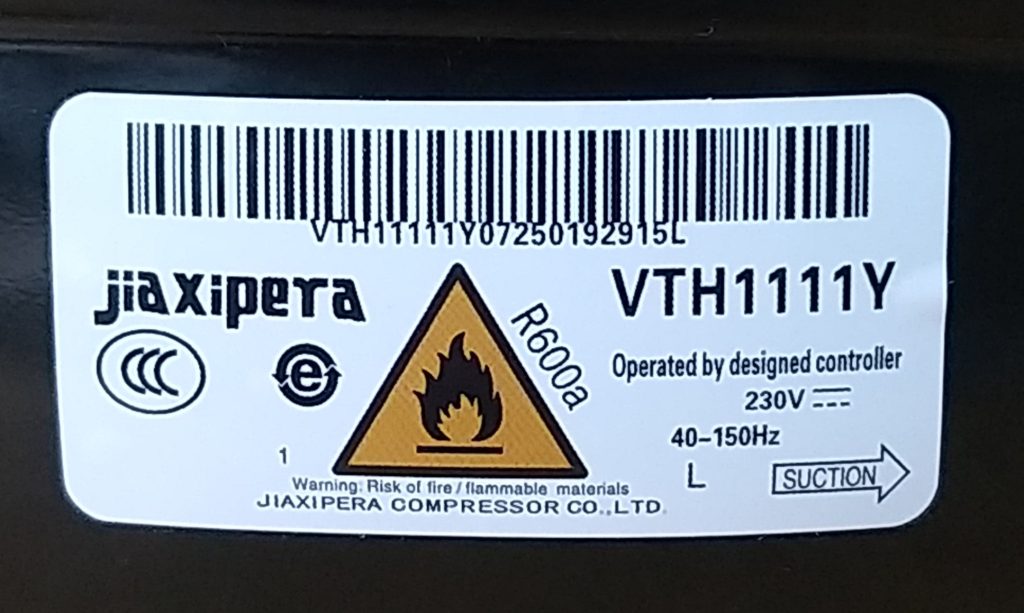 VTH11111Y07250192915L
jiaxipera
VTH1111Y
R600a
Operated by designed controller
230V
40-150Hz
1
L
SUCTION
Warning: Risk of fire / flammable materials
JIAXIPERA COMPRESSOR CO.,LTD.